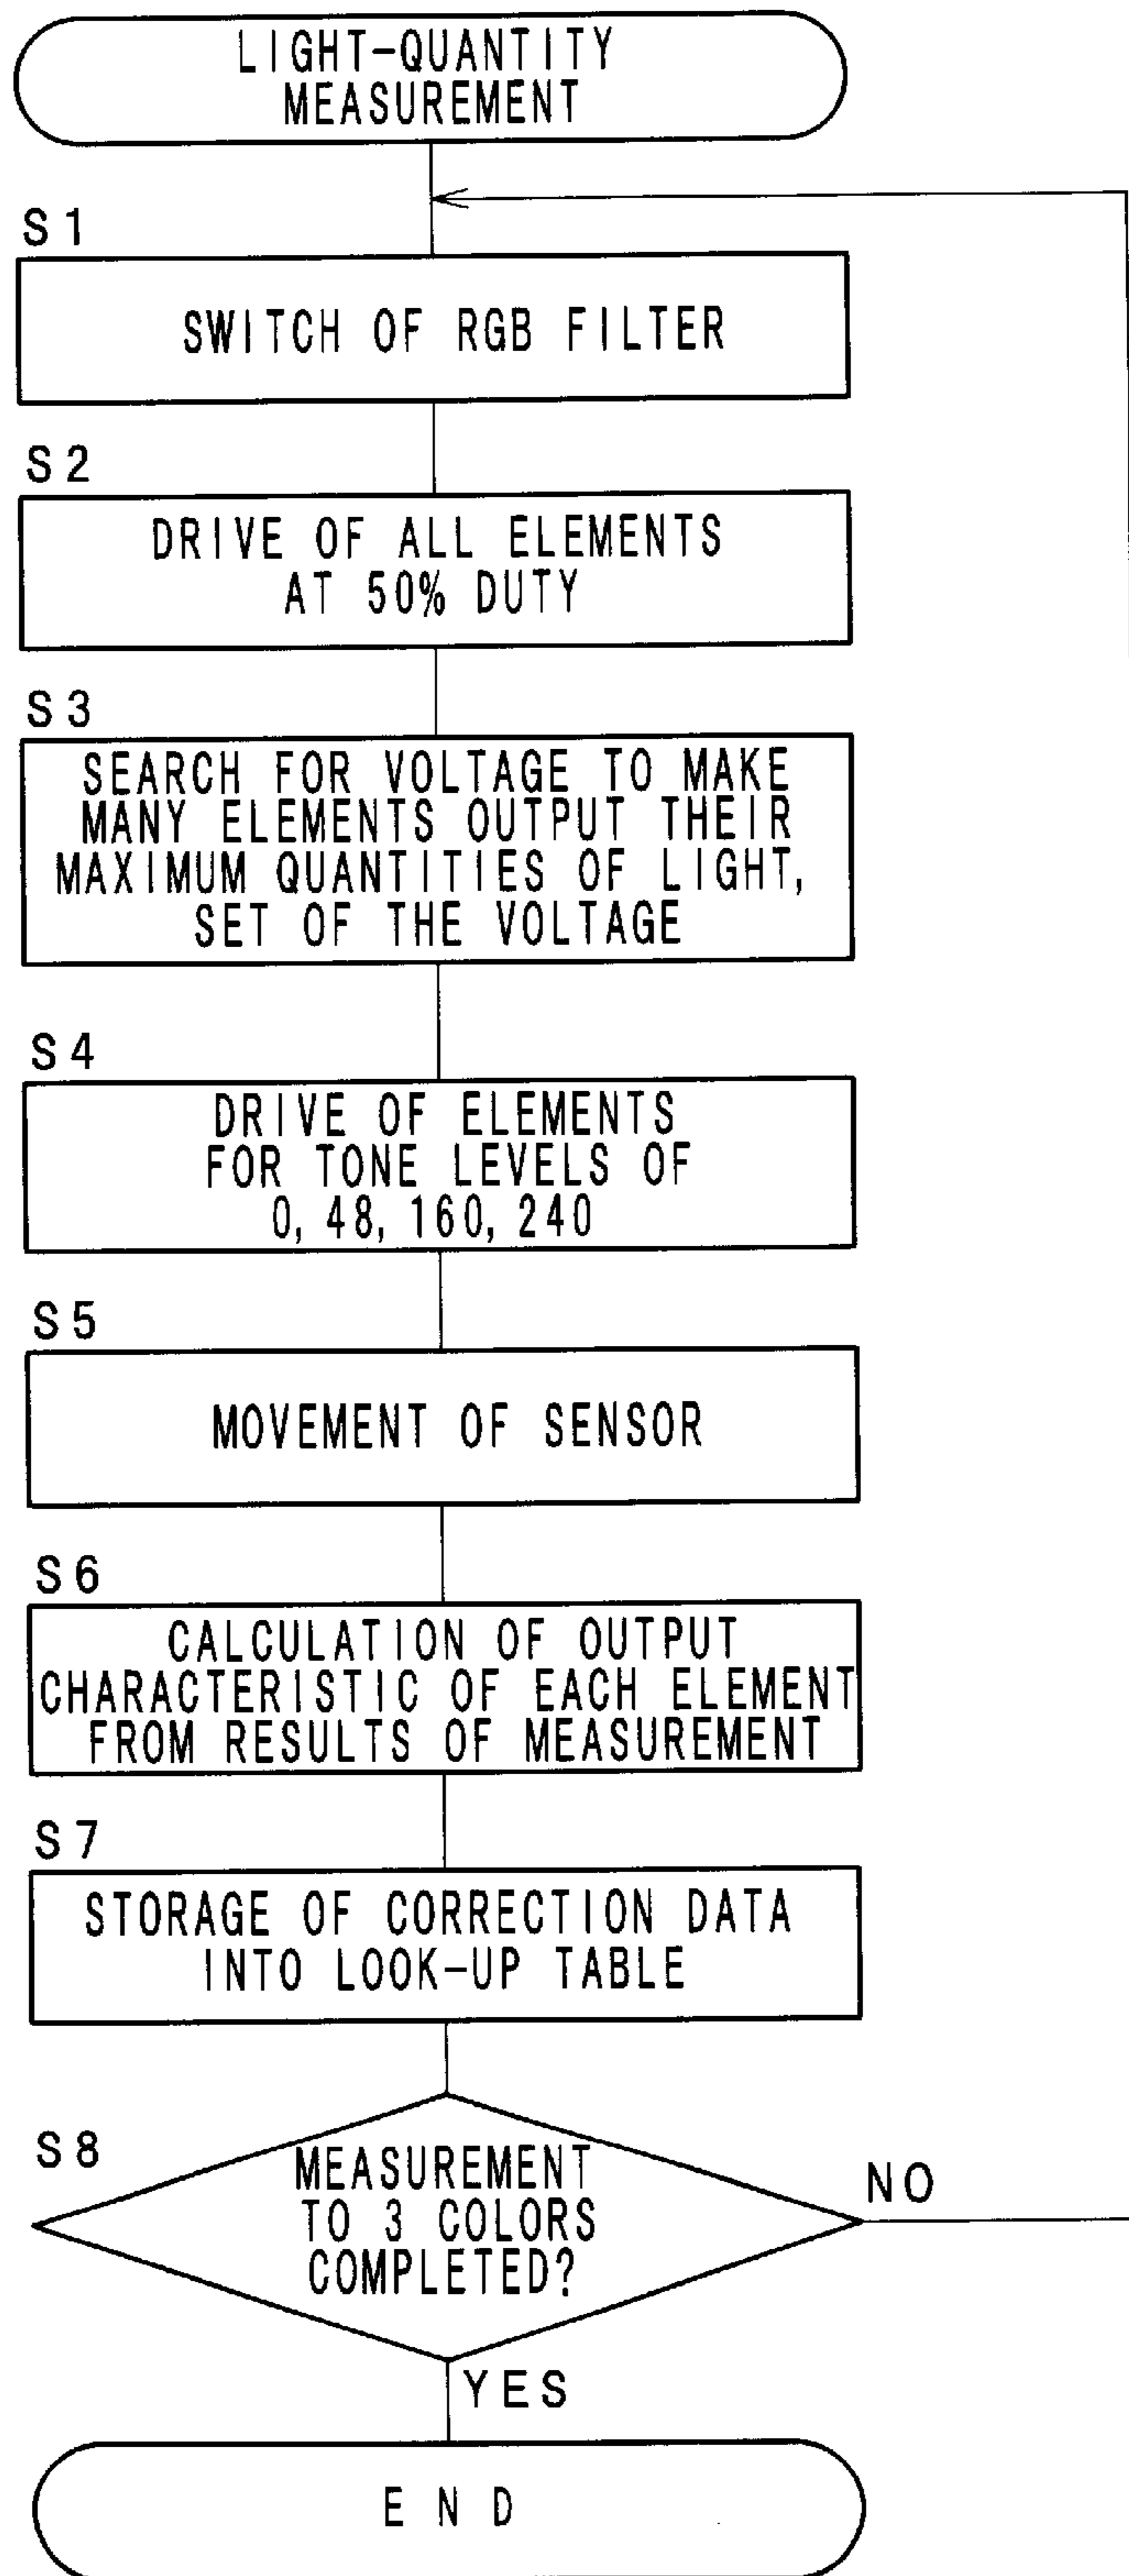 LIGHT-QUANTITY
MEASUREMENT
S1
SWITCH OF RGB FILTER
S2
DRIVE OF ALL ELEMENTS
AT 50% DUTY
S3
SEARCH FOR VOLTAGE TO MAKE
MANY ELEMENTS OUTPUT THEIR
MAXIMUM QUANTITIES OF LIGHT,
SET OF THE VOLTAGE
S4
DRIVE OF ELEMENTS
FOR TONE LEVELS OF
0, 48, 160, 240
S5
MOVEMENT OF SENSOR
S6
CALCULATION OF OUTPUT
CHARACTERISTIC OF EACH ELEMENT
FROM RESULTS OF MEASUREMENT
S7
STORAGE OF CORRECTION DATA
INTO LOOK-UP TABLE
S8
MEASUREMENT
TO 3 COLORS
COMPLETED?
NO
YES
END